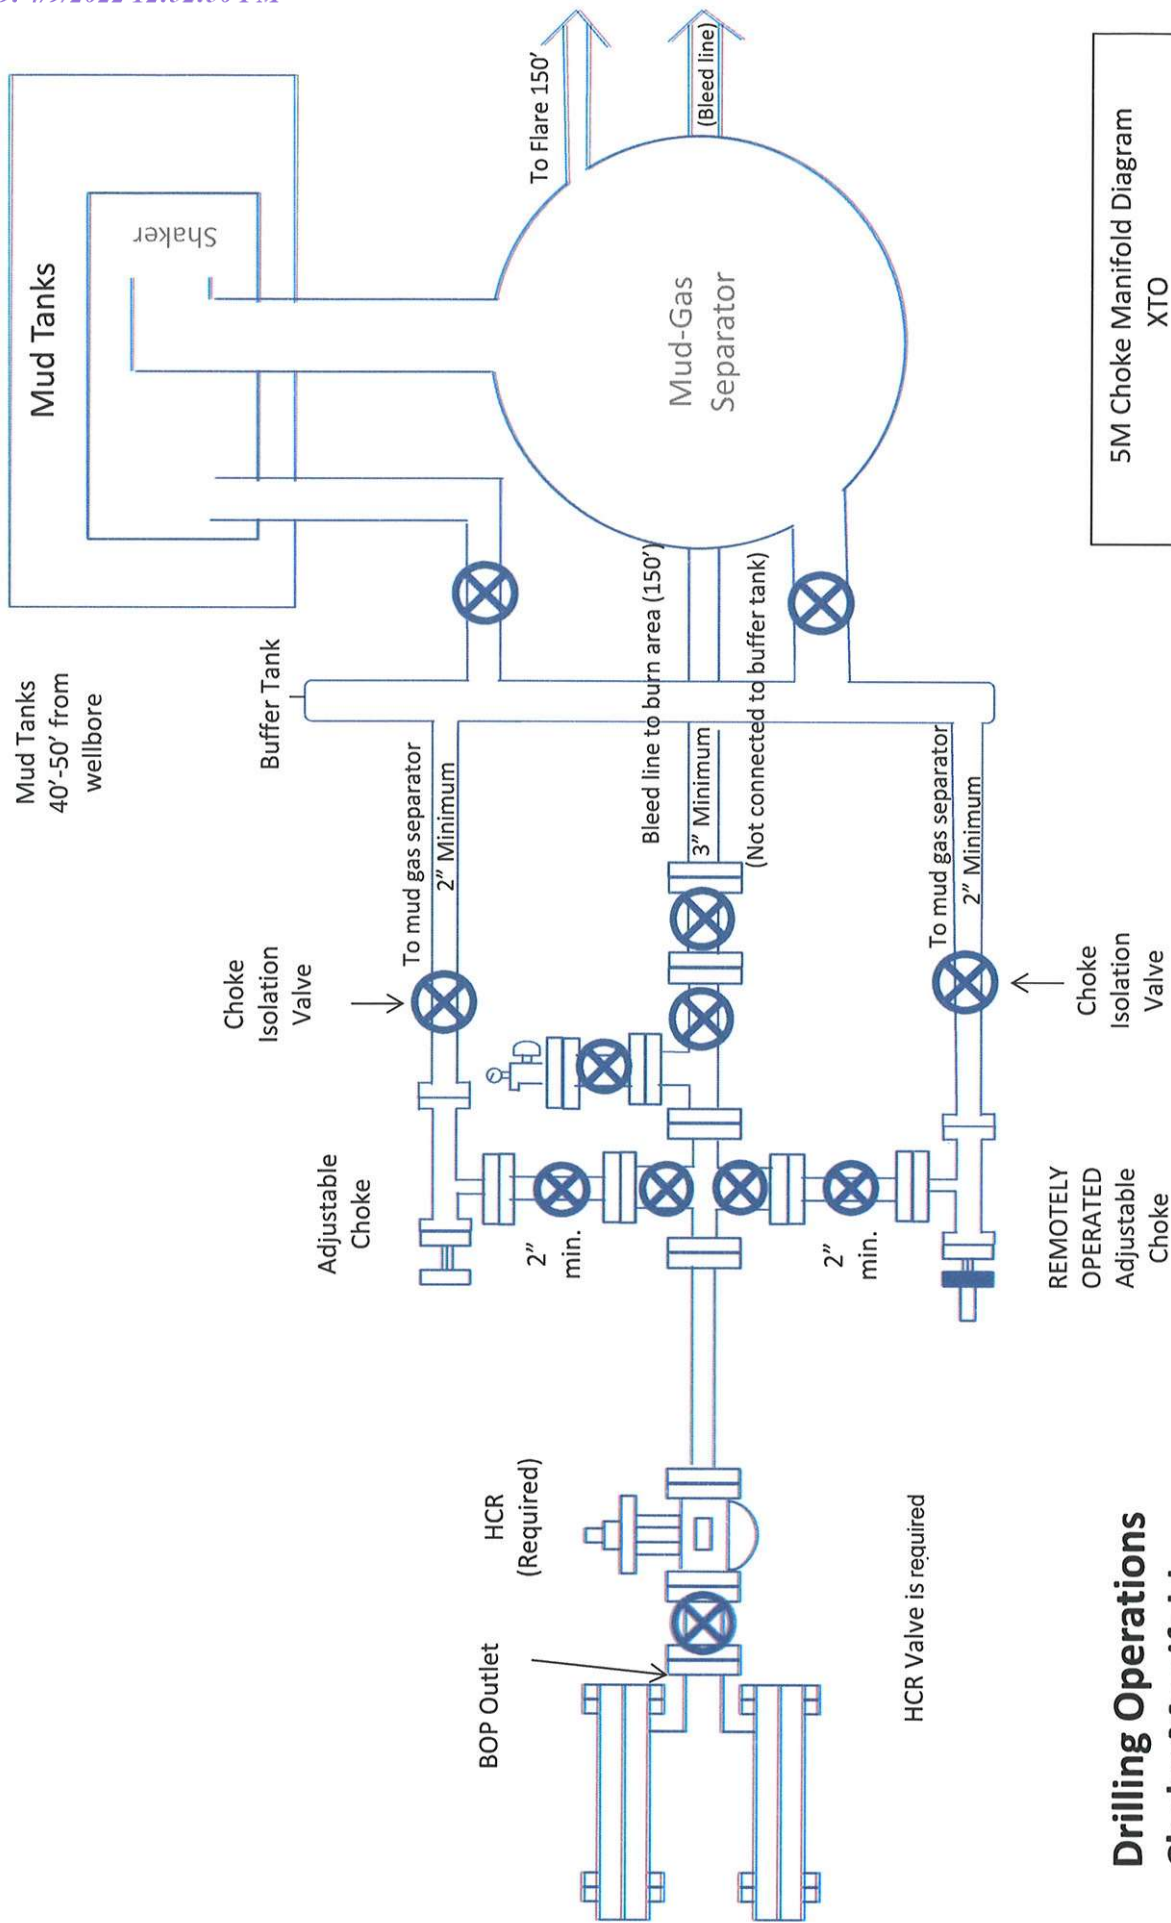 Mud Tanks
40'-50' from
wellbore
Mud Tanks
Shaker
Buffer Tank
To Flare 150'
(Bleed line)
Mud-Gas
Separator
Choke
Isolation
Valve
To mud gas separator
2" Minimum
Bleed line to burn area (150')
3" Minimum
(Not connected to buffer tank)
To mud gas separator
2" Minimum
Choke
Isolation
Valve
Adjustable
Choke
2"
min.
2"
min.
REMOTELY
OPERATED
Adjustable
Choke
HCR
(Required)
BOP Outlet
HCR Valve is required
5M Choke Manifold Diagram
XTO
Drilling Operations